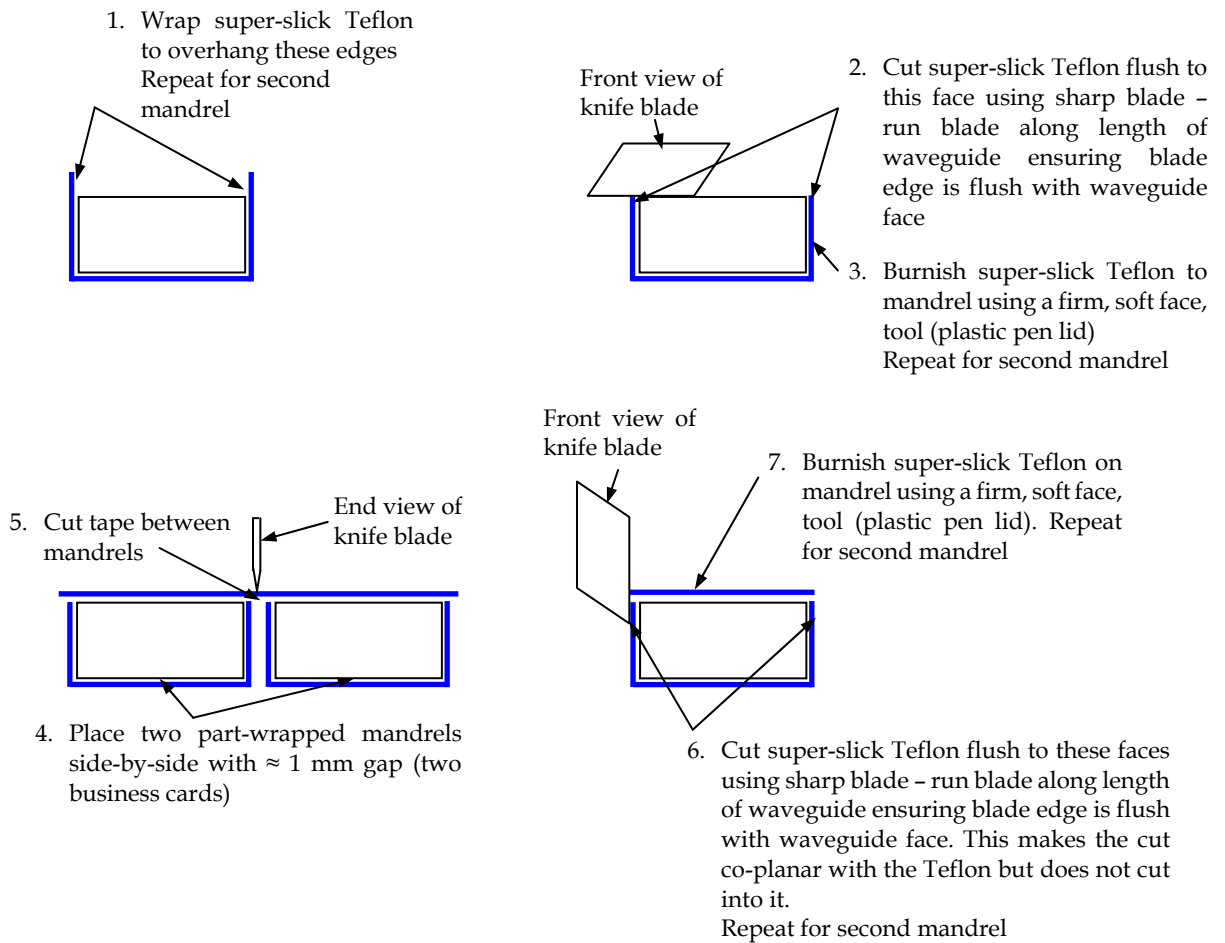 1. Wrap super-slick Teflon
to overhang these edges
Repeat for second
mandrel
Front view of
knife blade
2. Cut super-slick Teflon flush to
this face using sharp blade –
run blade along length of
waveguide ensuring blade
edge is flush with waveguide
face
3. Burnish super-slick Teflon to
mandrel using a firm, soft face,
tool (plastic pen lid)
Repeat for second mandrel
5. Cut tape between
mandrels
End view of
knife blade
4. Place two part-wrapped mandrels
side-by-side with ≈ 1 mm gap (two
business cards)
Front view of
knife blade
7. Burnish super-slick Teflon on
mandrel using a firm, soft face,
tool (plastic pen lid). Repeat
for second mandrel
6. Cut super-slick Teflon flush to these faces
using sharp blade – run blade along length
of waveguide ensuring blade edge is flush
with waveguide face. This makes the cut
co-planar with the Teflon but does not cut
into it.
Repeat for second mandrel